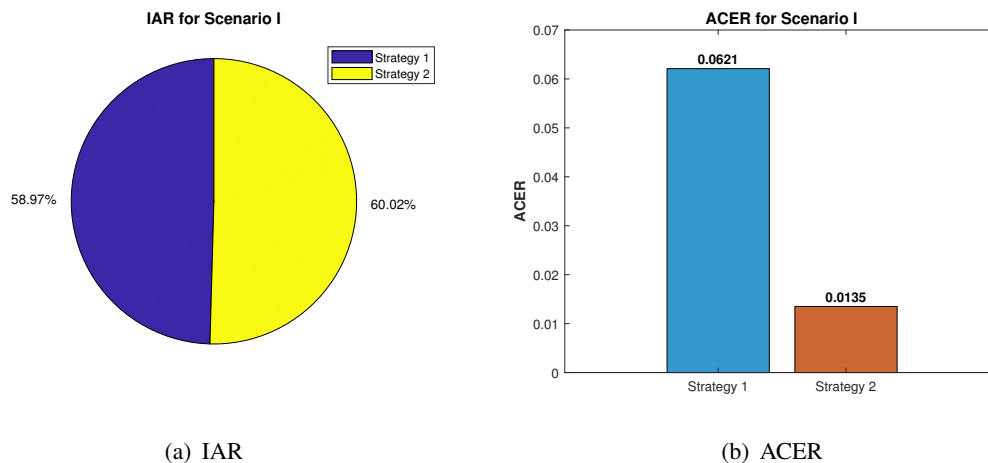 IAR for Scenario I
Strategy 1
Strategy 2
58.97%
60.02%
(a) IAR
ACER for Scenario I
0.07
0.06
0.05
0.04
0.03
0.02
0.01
0
ACER
0.0621
0.0135
Strategy 1
Strategy 2
(b) ACER